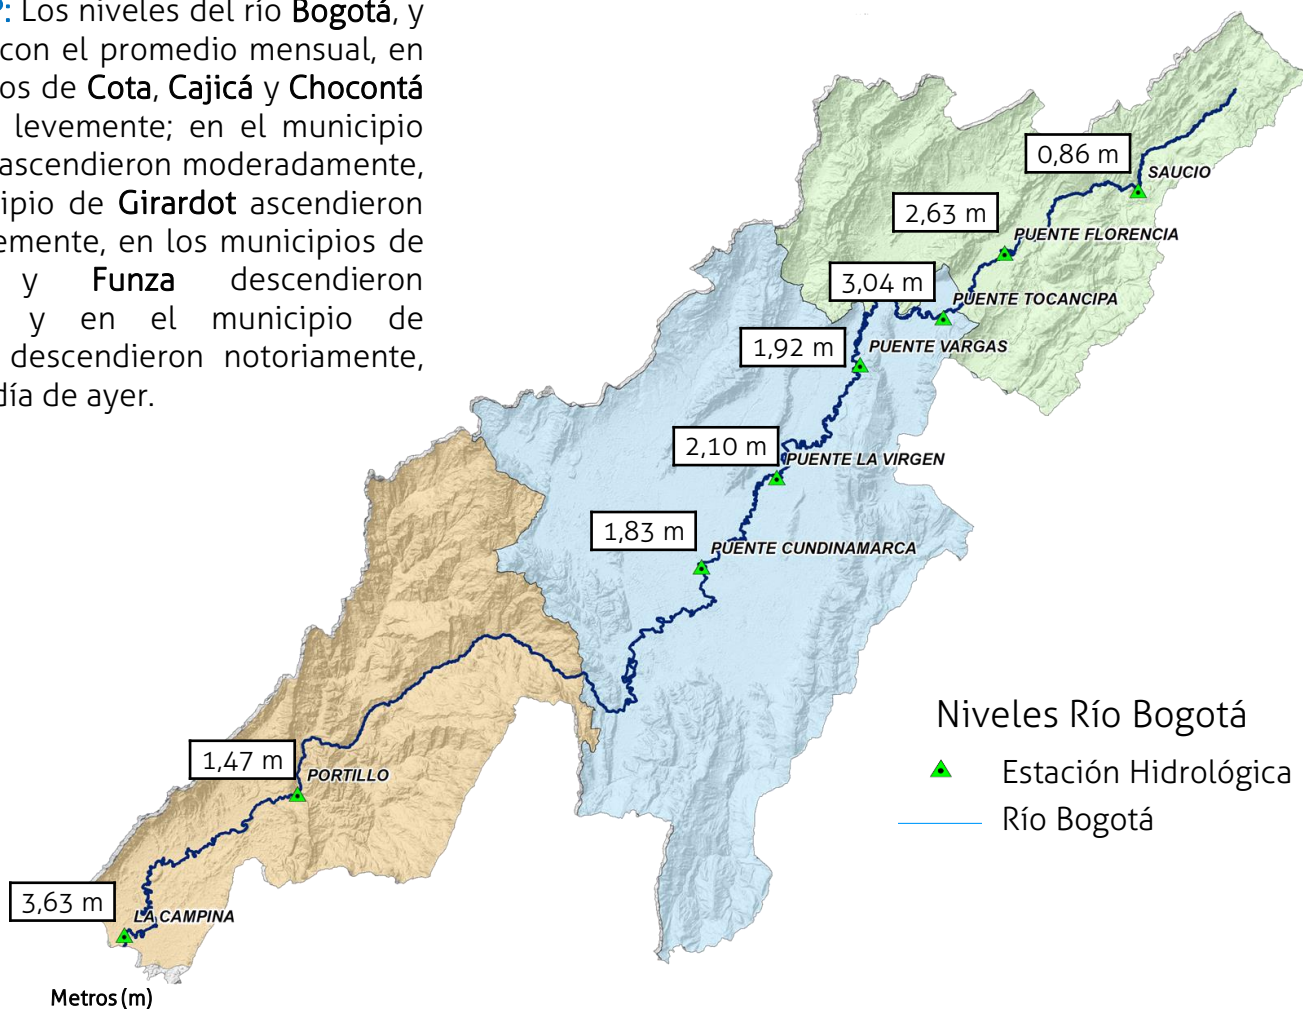 : Los niveles del río Bogotá, y
con el promedio mensual, en
os de Cota, Cajicá y Chocontá
levemente; en el municipio
ascendieron moderadamente,
ipio de Girardot ascendieron
emente, en los municipios de
y Funza descendieron
y en el municipio de
descendieron notoriamente,
día de ayer.
0,86 m
SAUCIO
2,63 m
PUENTE FLORENCIA
3,04 m
PUENTE TOCANCIPA
1,92 m
PUENTE VARGAS
2,10 m
PUENTE LA VIRGEN
1,83 m
PUENTE CUNDINAMARCA
1,47 m
PORTILLO
3,63 m
LA CAMPINA
Metros (m)
Niveles Río Bogotá
Estación Hidrológica
Río Bogotá